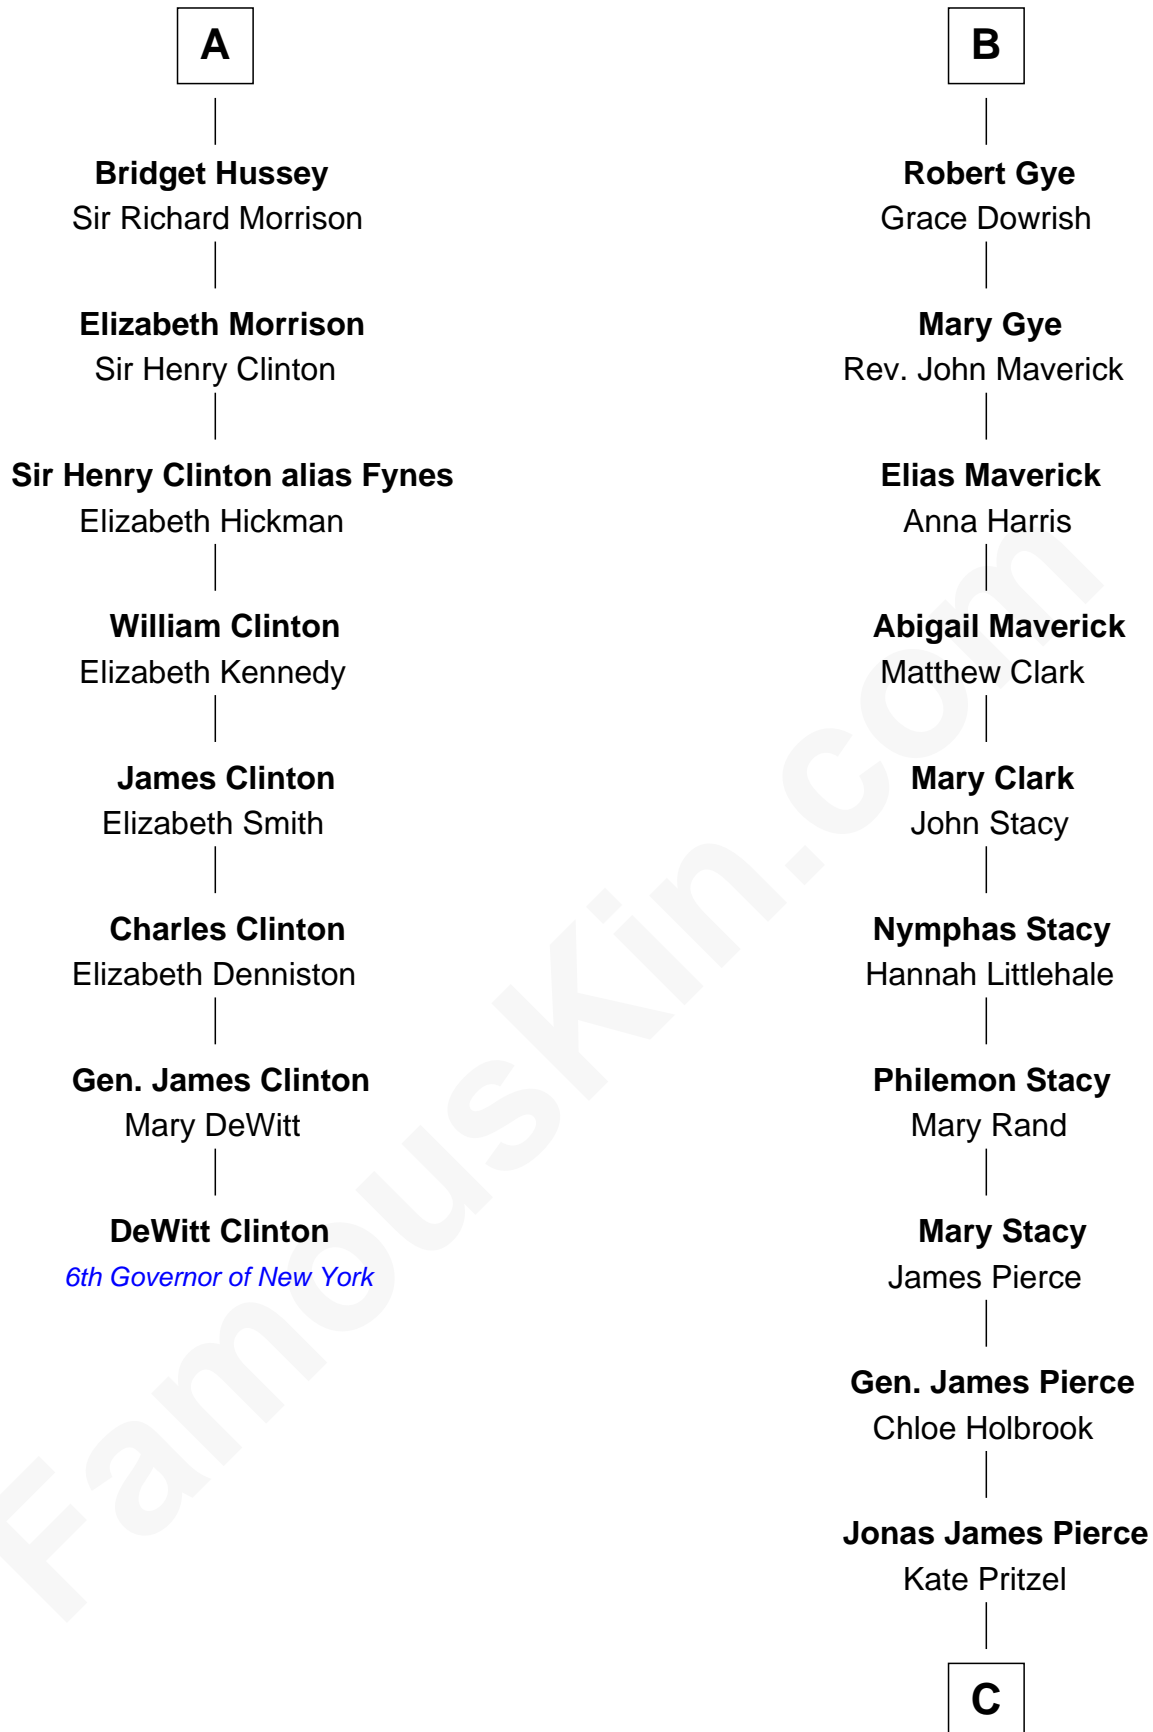 A
Bridget Hussey
Sir Richard Morrison
Elizabeth Morrison
Sir Henry Clinton
Sir Henry Clinton alias Fynes
Elizabeth Hickman
William Clinton
Elizabeth Kennedy
James Clinton
Elizabeth Smith
Charles Clinton
Elizabeth Denniston
Gen. James Clinton
Mary DeWitt
DeWitt Clinton
6th Governor of New York
B
Robert Gye
Grace Dowrish
Mary Gye
Rev. John Maverick
Elias Maverick
Anna Harris
Abigail Maverick
Matthew Clark
Mary Clark
John Stacy
Nymphas Stacy
Hannah Littlehale
Philemon Stacy
Mary Rand
Mary Stacy
James Pierce
Gen. James Pierce
Chloe Holbrook
Jonas James Pierce
Kate Pritzel
C
FamousKin.com